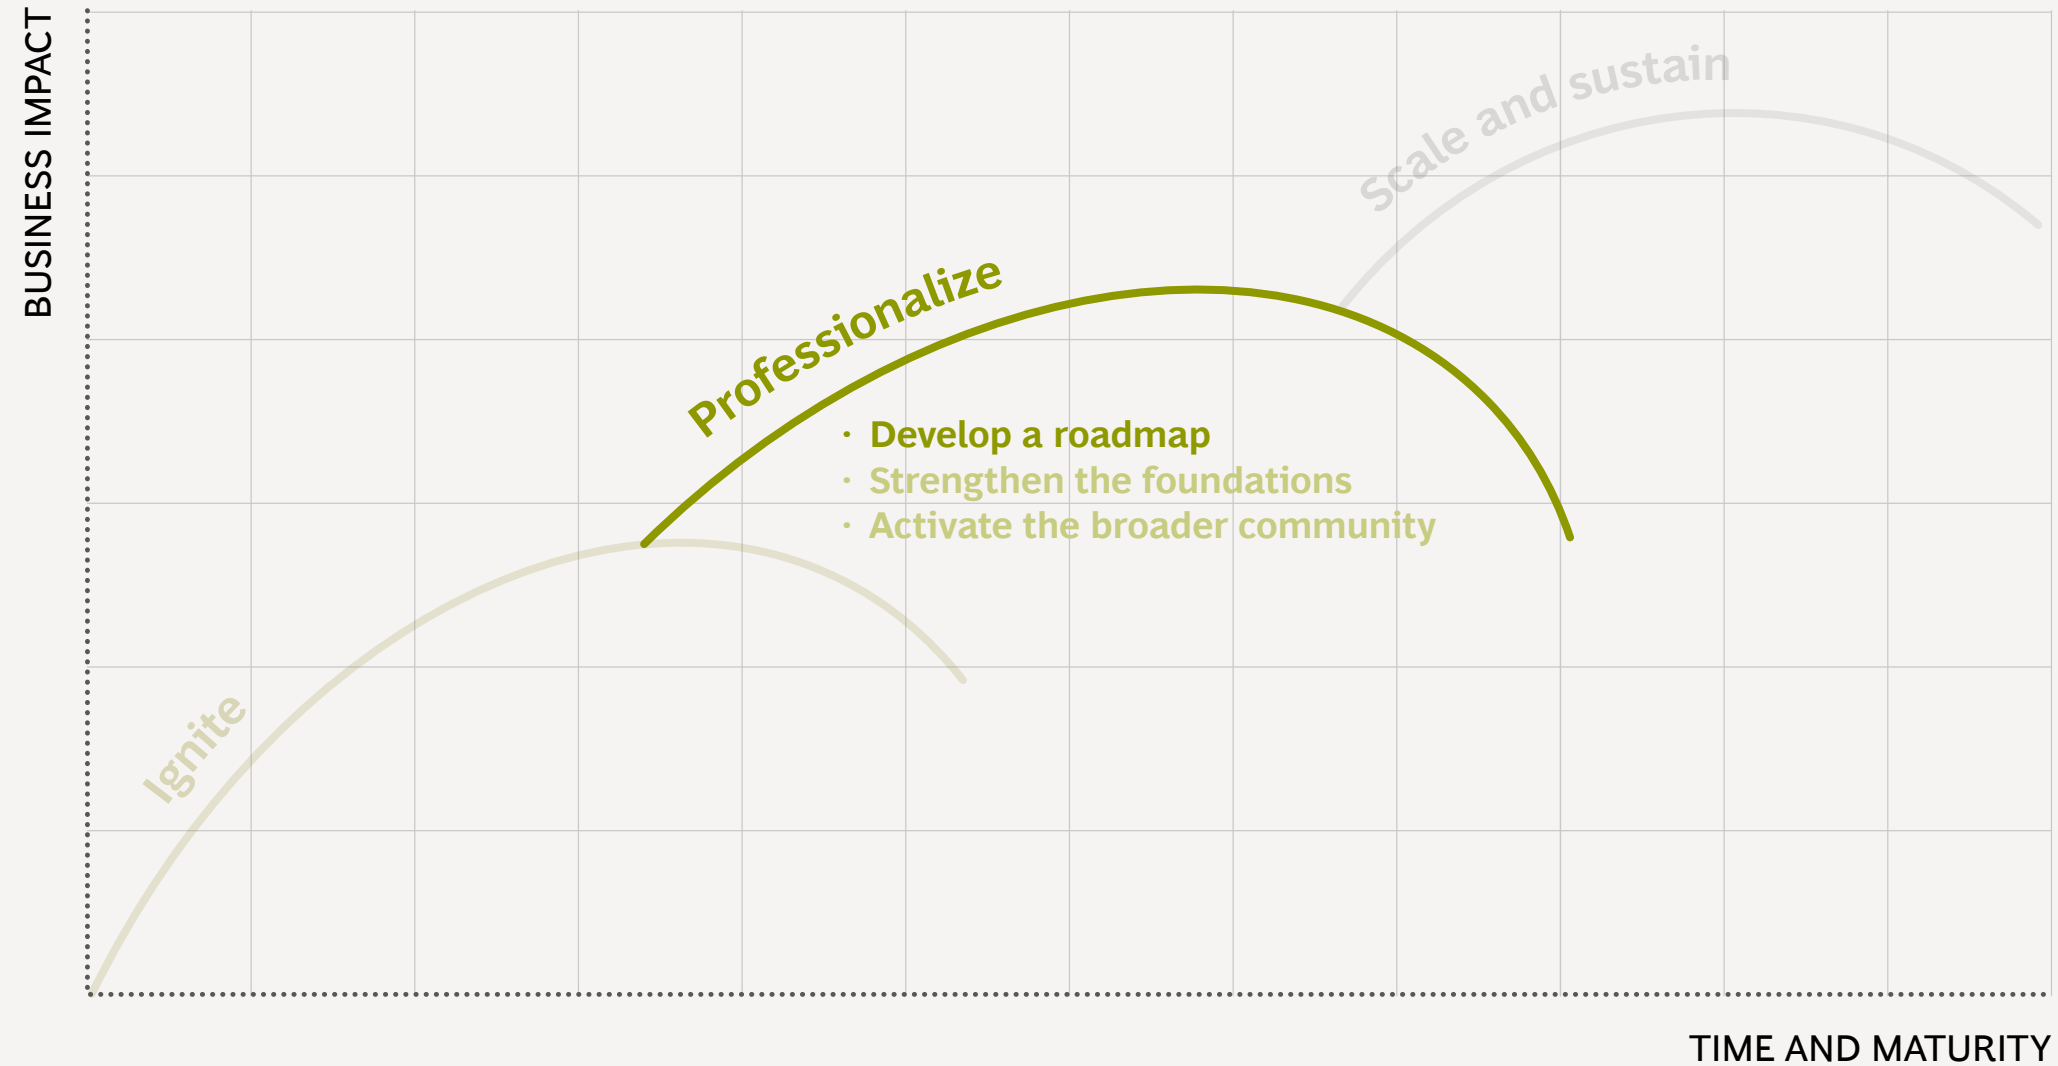 BUSINESS IMPACT
Scale and sustain
Professionalize
· Develop a roadmap
· Strengthen the foundations
· Activate the broader community
Ignite
TIME AND MATURITY